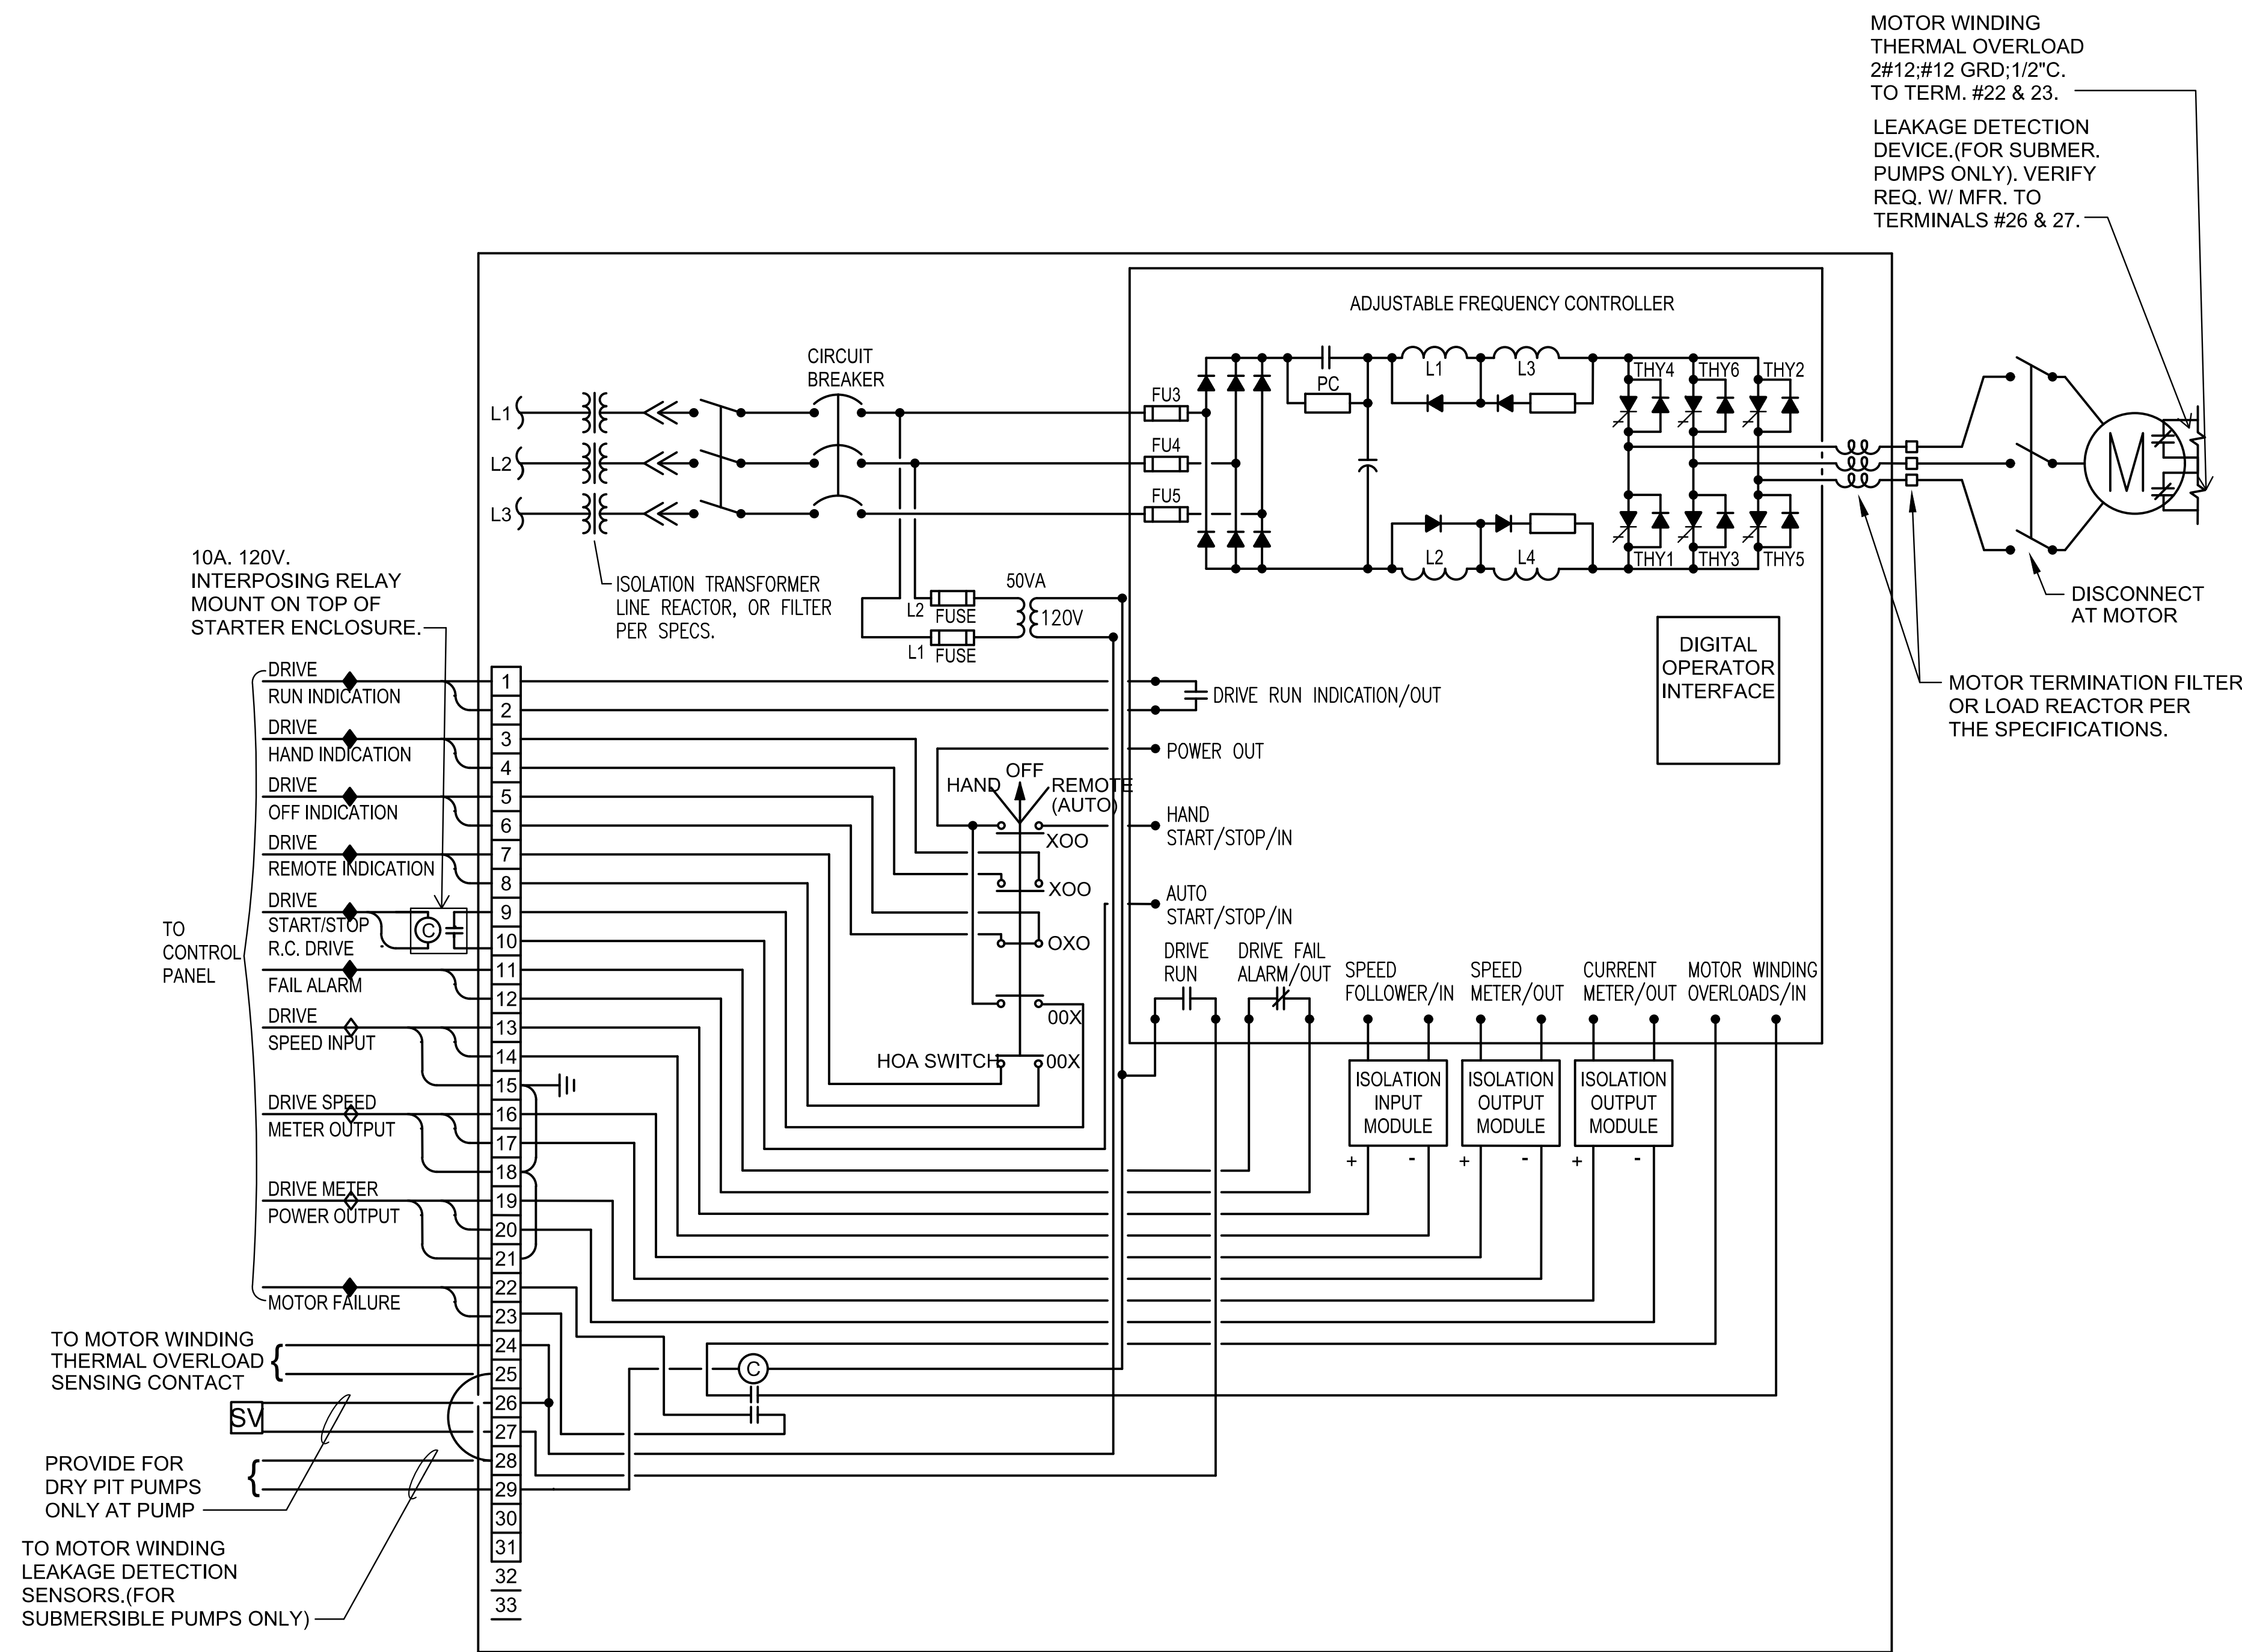 MOTOR WINDING
THERMAL OVERLOAD
2#12;#12 GRD;1/2"C.
TO TERM. #22 & 23.
LEAKAGE DETECTION
DEVICE.(FOR SUBMER.
PUMPS ONLY). VERIFY
REQ. W/ MFR. TO
TERMINALS #26 & 27.
ADJUSTABLE FREQUENCY CONTROLLER
CIRCUIT
BREAKER
L1
L2
L3
FU3
FU4
FU5
PC
L1
L3
THY4
THY6
THY2
L2
L4
THY1
THY3
THY5
M
10A. 120V.
INTERPOSING RELAY
MOUNT ON TOP OF
STARTER ENCLOSURE.
ISOLATION TRANSFORMER
LINE REACTOR, OR FILTER
PER SPECS.
50VA
L2
FUSE
120V
L1
FUSE
DISCONNECT
AT MOTOR
DIGITAL
OPERATOR
INTERFACE
MOTOR TERMINATION FILTER
OR LOAD REACTOR PER
THE SPECIFICATIONS.
TO
CONTROL
PANEL
DRIVE
RUN INDICATION
DRIVE
HAND INDICATION
DRIVE
OFF INDICATION
DRIVE
REMOTE INDICATION
DRIVE
START/STOP
R.C. DRIVE
C
FAIL ALARM
DRIVE
SPEED INPUT
DRIVE SPEED
METER OUTPUT
DRIVE METER
POWER OUTPUT
MOTOR FAILURE
1
2
3
4
5
6
7
8
9
10
11
12
13
14
15
16
17
18
19
20
21
22
23
24
25
26
27
28
29
30
31
32
33
DRIVE RUN INDICATION/OUT
POWER OUT
HAND
OFF
REMOTE
(AUTO)
XOO
XOO
OXO
00X
HOA SWITCH
00X
HAND
START/STOP/IN
AUTO
START/STOP/IN
DRIVE
RUN
DRIVE FAIL
ALARM/OUT
SPEED
FOLLOWER/IN
SPEED
METER/OUT
CURRENT
METER/OUT
MOTOR WINDING
OVERLOADS/IN
ISOLATION
INPUT
MODULE
ISOLATION
OUTPUT
MODULE
ISOLATION
OUTPUT
MODULE
+ -
+ -
+ -
C
TO MOTOR WINDING
THERMAL OVERLOAD
SENSING CONTACT
SV
PROVIDE FOR
DRY PIT PUMPS
ONLY AT PUMP
TO MOTOR WINDING
LEAKAGE DETECTION
SENSORS.(FOR
SUBMERSIBLE PUMPS ONLY)